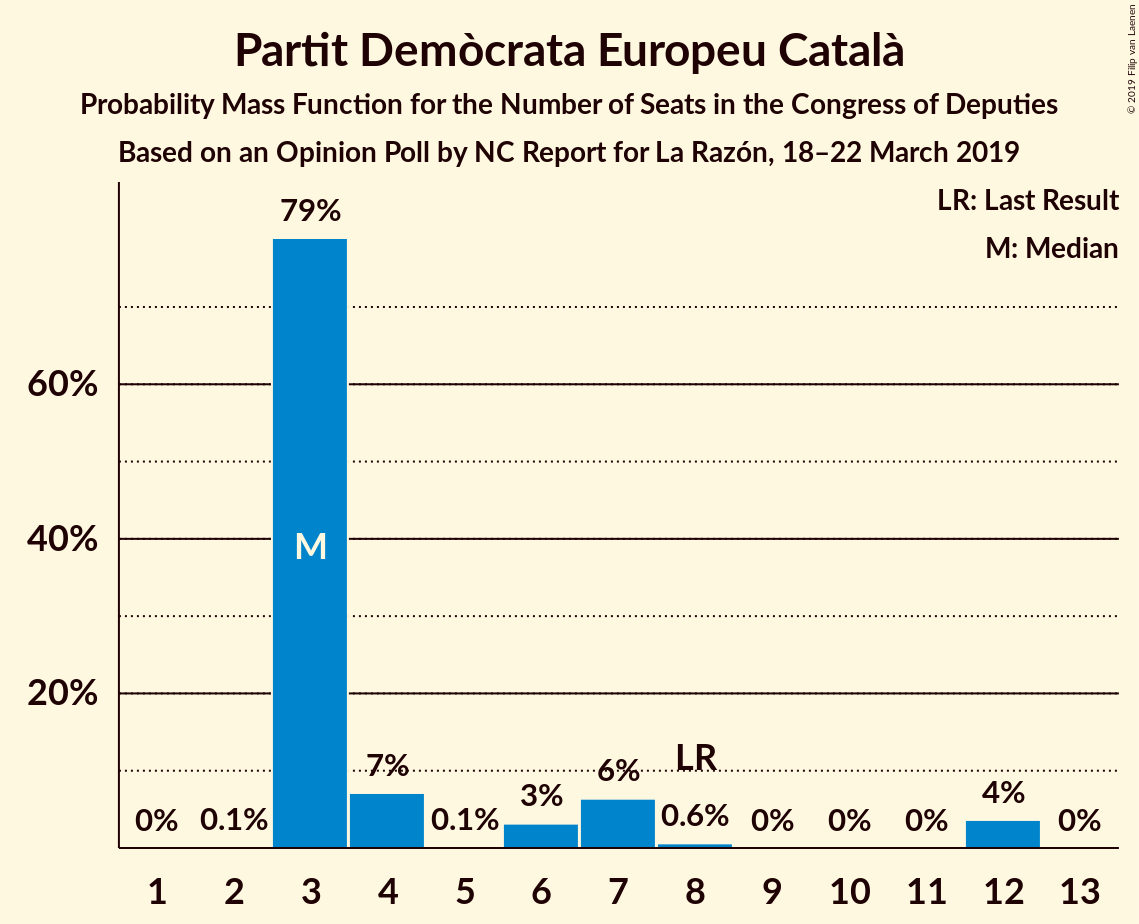 Partit Demòcrata Europeu Català
Probability Mass Function for the Number of Seats in the Congress of Deputies
Based on an Opinion Poll by NC Report for La Razón, 18–22 March 2019
© 2019 Filip van Laenen
LR: Last Result
M: Median
60%
40%
20%
0%
0.1%
79%
M
7%
0.1%
3%
6%
LR
0.6%
0%
0%
0%
4%
0%
1 2 3 4 5 6 7 8 9 10 11 12 13